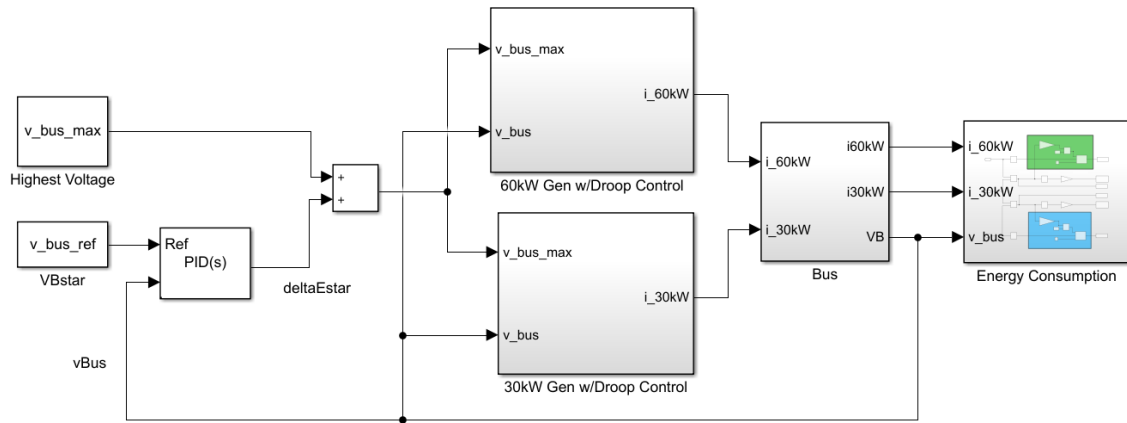 v_bus_max
Highest Voltage
v_bus_ref
VBstar
Ref
PID(s)
deltaEstar
vBus
+
+
v_bus_max
v_bus
i_60kW
60kW Gen w/Droop Control
v_bus_max
v_bus
i_30kW
30kW Gen w/Droop Control
i_60kW
i_30kW
i60kW
i30kW
VB
Bus
i_60kW
i_30kW
v_bus
Energy Consumption